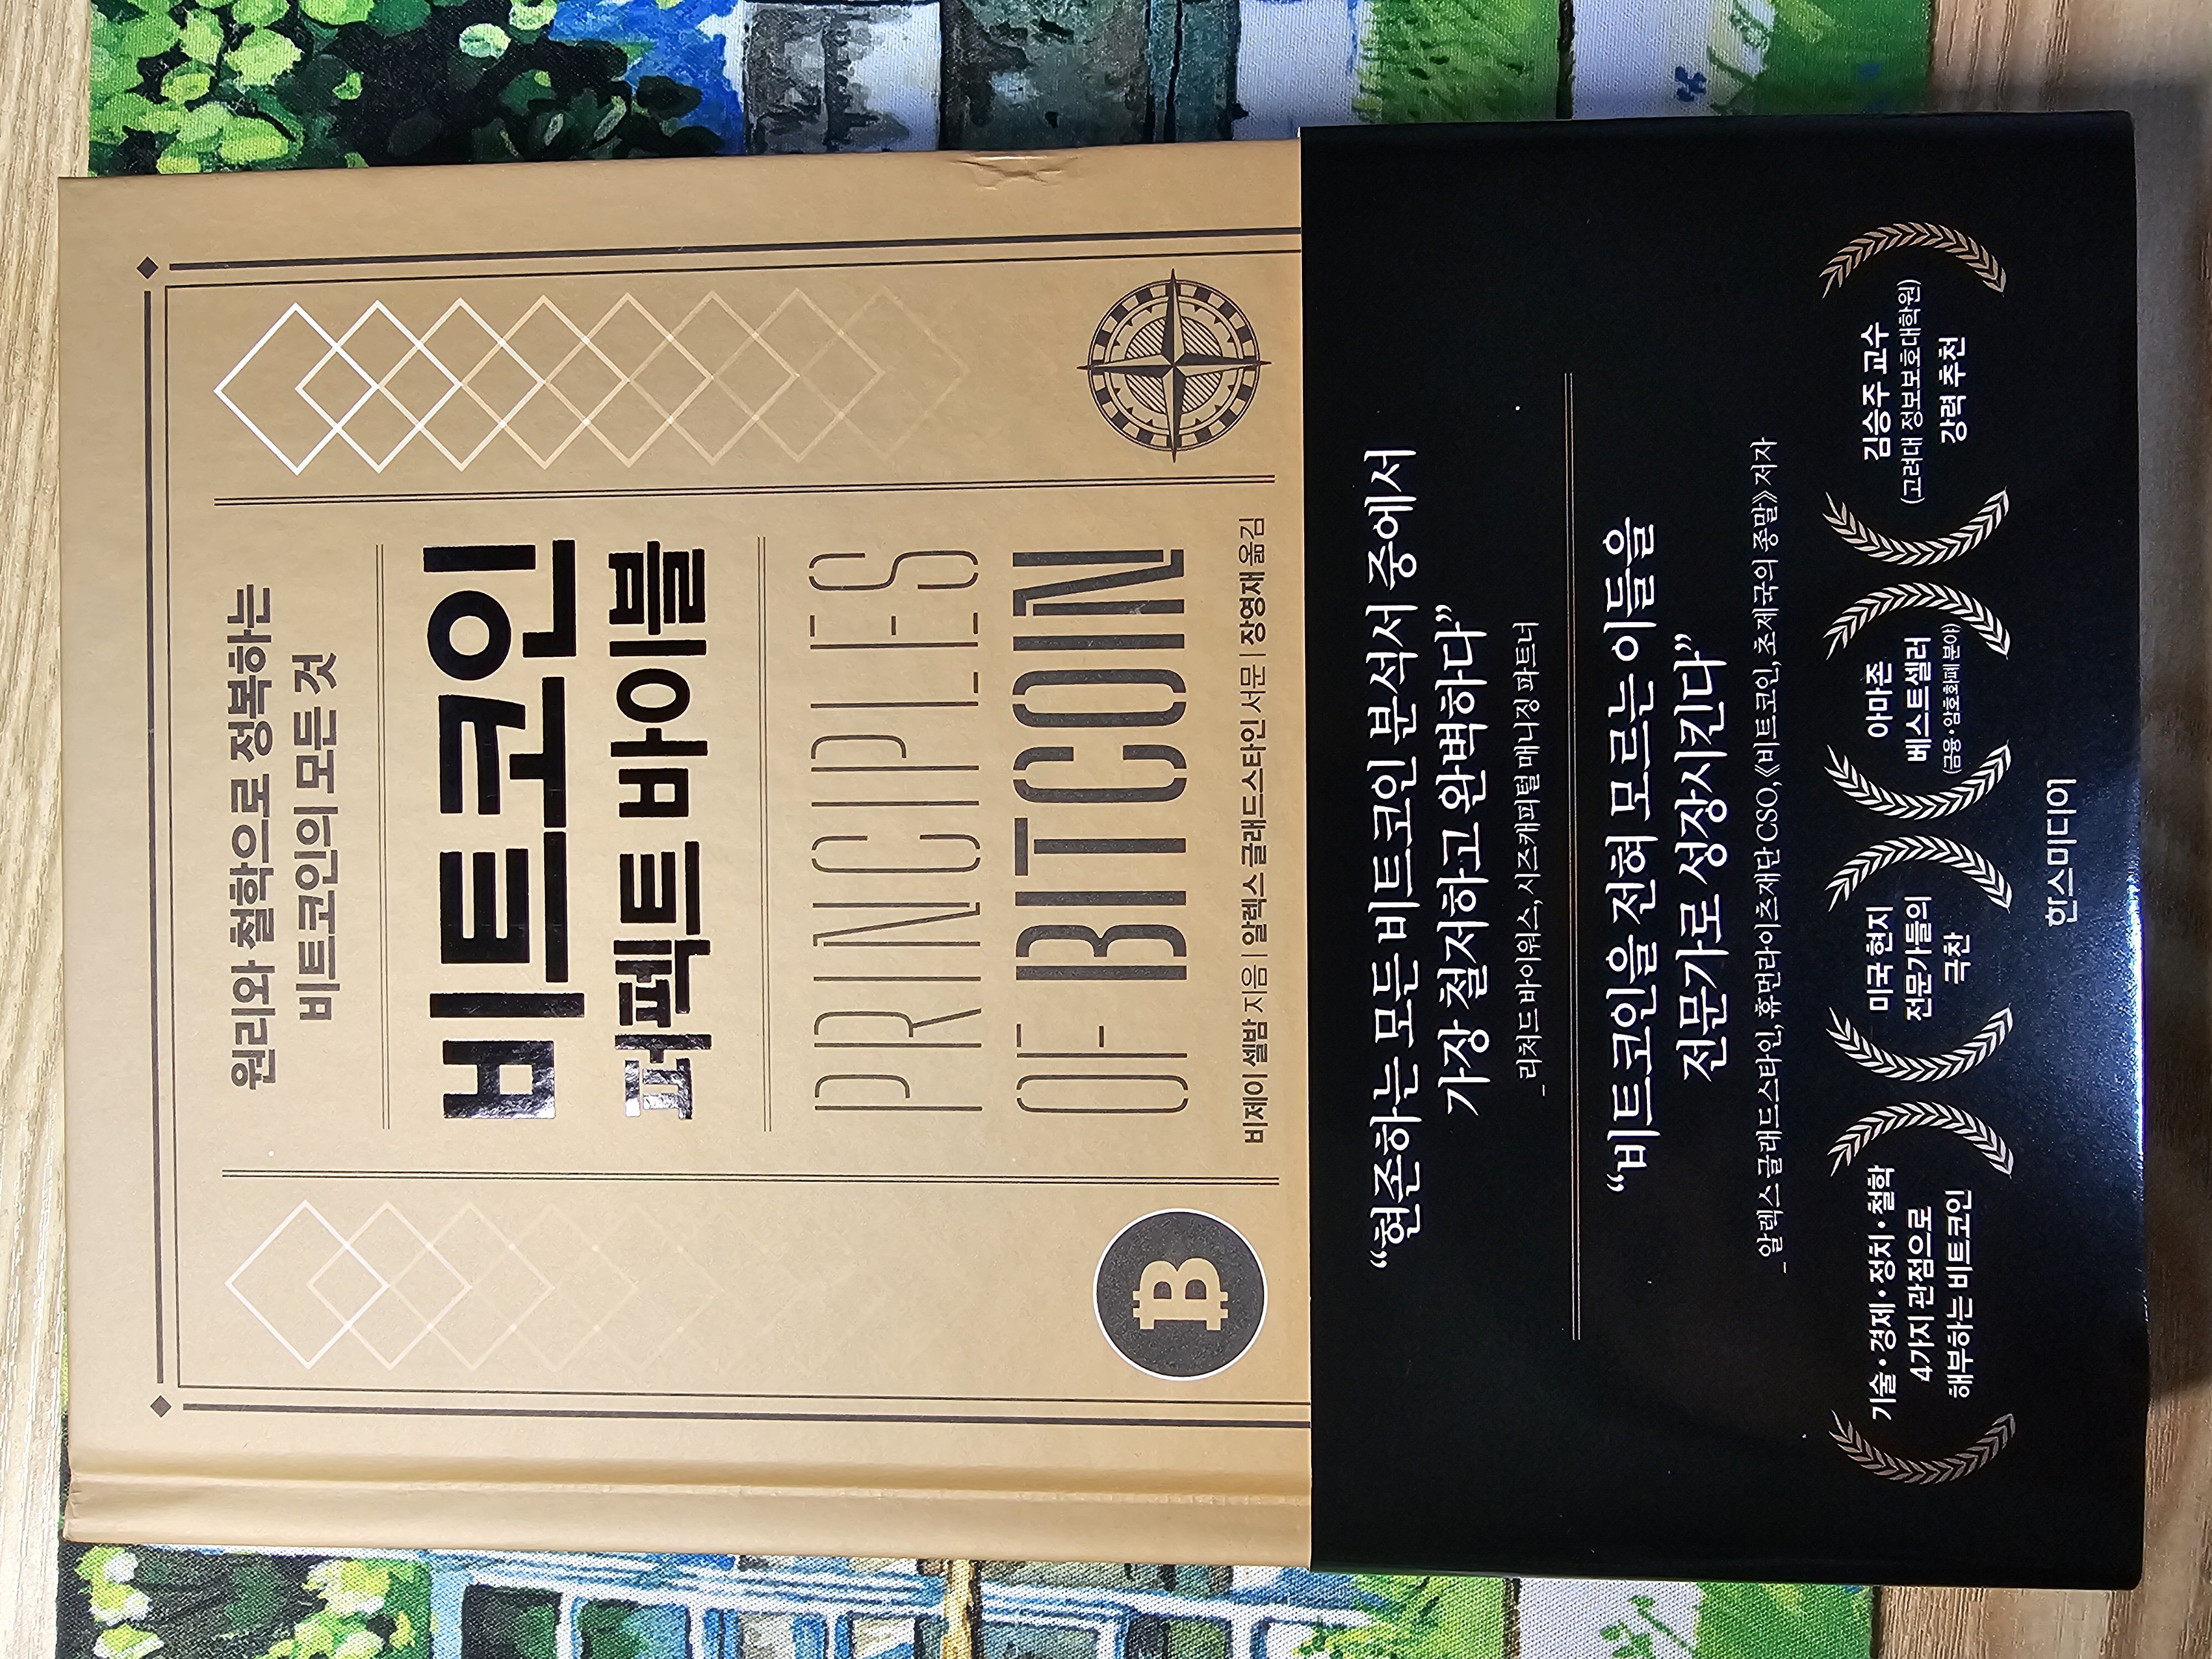 원리와 철학으로 정복하는
비트코인의 모든 것
비트코인
퍼펙트 바이블
PRINCIPLES
OF BITCOIN
비제이 셀밤 지음 | 알렉스 글래드스타인 서문 | 장영재 옮김
₿
“현존하는 모든 비트코인 분석서 중에서
가장 철저하고 완벽하다”
_ 리처드 바이워스, 시즈캐피털 매니징 파트너
“비트코인을 전혀 모르는 이들을
전문가로 성장시킨다”
_ 알렉스 글래드스타인, 휴먼라이츠재단 CSO, 《비트코인, 초제국의 종말》 저자
기술·경제·정치·철학
4가지 관점으로
해부하는 비트코인
미국 현지
전문가들의
극찬
아마존
베스트셀러
(금융·암호화폐 분야)
김승주 교수
(고려대 정보보호대학원)
강력 추천
한스미디어